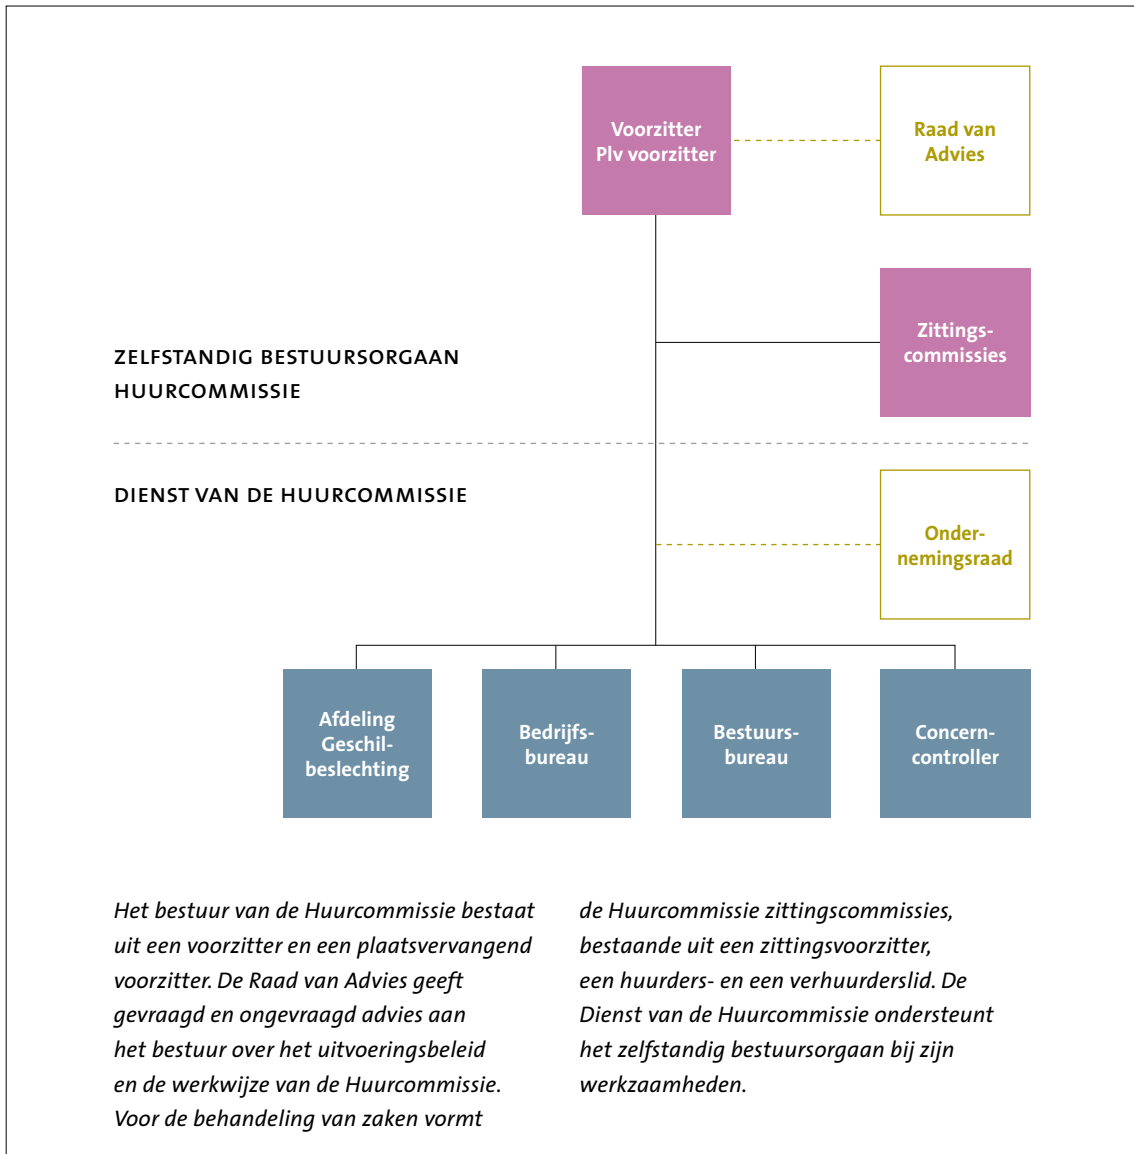 Voorzitter
Plv voorzitter
Raad van
Advies
Zittings-
commissies
ZELFSTANDIG BESTUURSORGAAN
HUURCOMMISSIE
DIENST VAN DE HUURCOMMISSIE
Onder-
nemingsraad
Afdeling
Geschil-
beslechting
Bedrijfs-
bureau
Bestuurs-
bureau
Concern-
controller
Het bestuur van de Huurcommissie bestaat
uit een voorzitter en een plaatsvervangend
voorzitter. De Raad van Advies geeft
gevraagd en ongevraagd advies aan
het bestuur over het uitvoeringsbeleid
en de werkwijze van de Huurcommissie.
Voor de behandeling van zaken vormt
de Huurcommissie zittingscommissies,
bestaande uit een zittingsvoorzitter,
een huurders- en een verhuurderslid. De
Dienst van de Huurcommissie ondersteunt
het zelfstandig bestuursorgaan bij zijn
werkzaamheden.